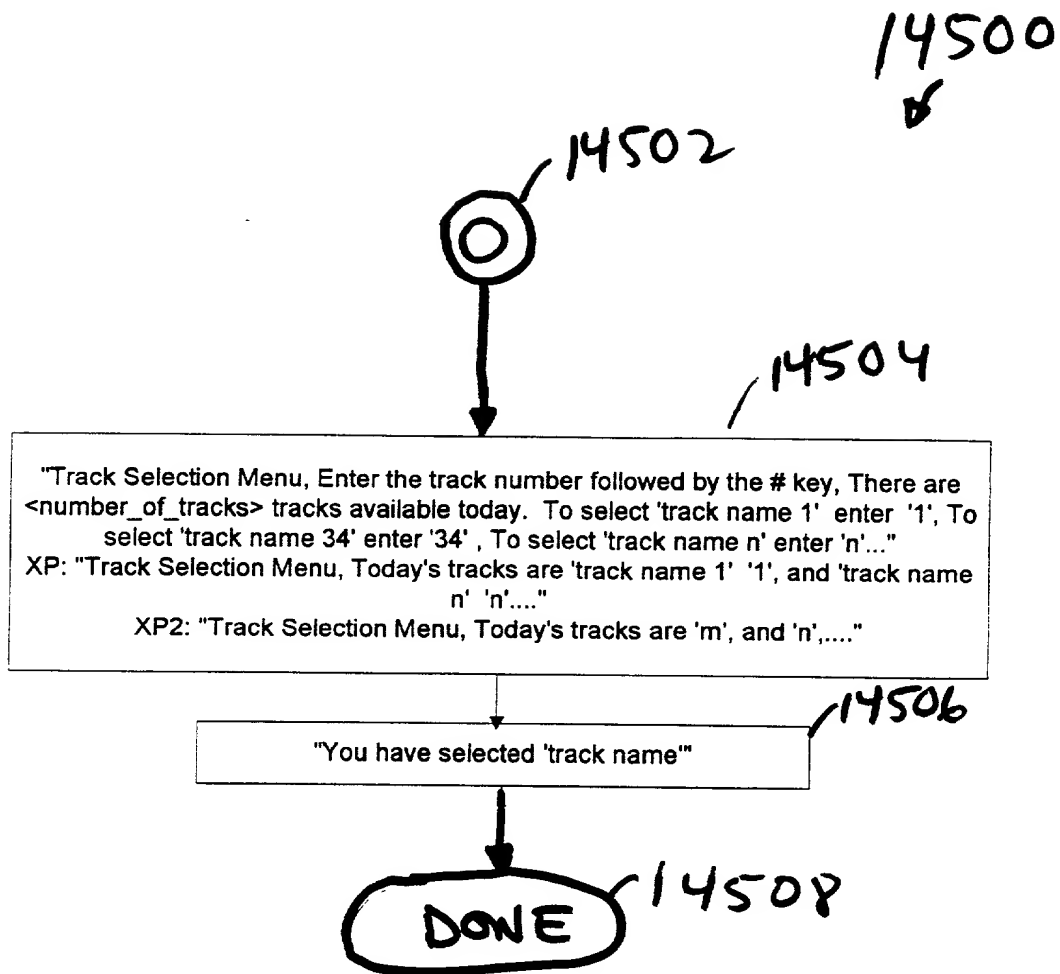 14500
14502
14504
"Track Selection Menu, Enter the track number followed by the # key, There are
<number_of_tracks> tracks available today. To select 'track name 1' enter '1', To
select 'track name 34' enter '34' , To select 'track name n' enter 'n'..."
XP: "Track Selection Menu, Today's tracks are 'track name 1' '1', and 'track name
n' 'n'...."
XP2: "Track Selection Menu, Today's tracks are 'm', and 'n',...."
14506
"You have selected 'track name'"
14508
DONE